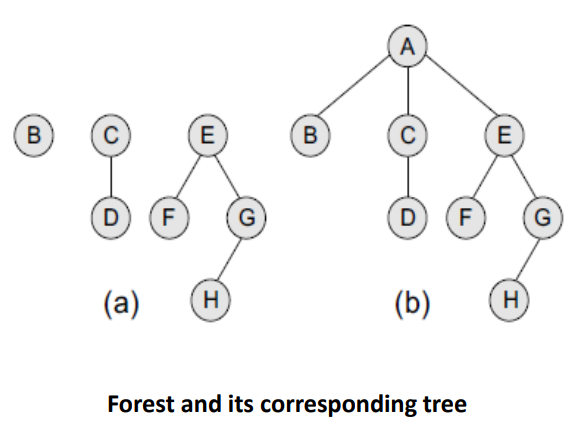 A
B C E B C E
D F G D F G
H H
(a) (b)
Forest and its corresponding tree